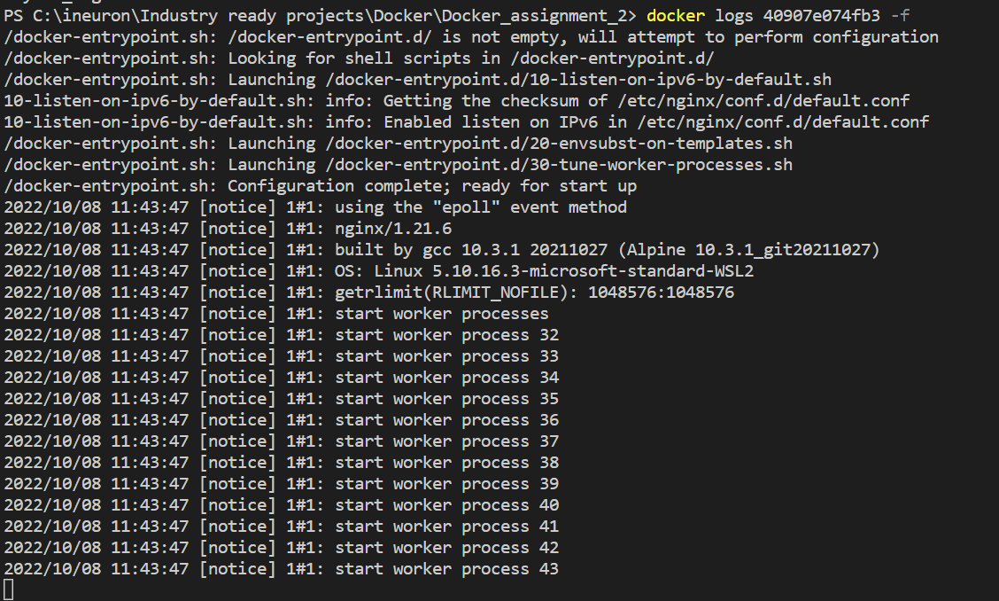 PS C:\ineuron\Industry ready projects\Docker\Docker_assignment_2> docker logs 40907e074fb3 -f
/docker-entrypoint.sh: /docker-entrypoint.d/ is not empty, will attempt to perform configuration
/docker-entrypoint.sh: Looking for shell scripts in /docker-entrypoint.d/
/docker-entrypoint.sh: Launching /docker-entrypoint.d/10-listen-on-ipv6-by-default.sh
10-listen-on-ipv6-by-default.sh: info: Getting the checksum of /etc/nginx/conf.d/default.conf
10-listen-on-ipv6-by-default.sh: info: Enabled listen on IPv6 in /etc/nginx/conf.d/default.conf
/docker-entrypoint.sh: Launching /docker-entrypoint.d/20-envsubst-on-templates.sh
/docker-entrypoint.sh: Launching /docker-entrypoint.d/30-tune-worker-processes.sh
/docker-entrypoint.sh: Configuration complete; ready for start up
2022/10/08 11:43:47 [notice] 1#1: using the "epoll" event method
2022/10/08 11:43:47 [notice] 1#1: nginx/1.21.6
2022/10/08 11:43:47 [notice] 1#1: built by gcc 10.3.1 20211027 (Alpine 10.3.1_git20211027)
2022/10/08 11:43:47 [notice] 1#1: OS: Linux 5.10.16.3-microsoft-standard-WSL2
2022/10/08 11:43:47 [notice] 1#1: getrlimit(RLIMIT_NOFILE): 1048576:1048576
2022/10/08 11:43:47 [notice] 1#1: start worker processes
2022/10/08 11:43:47 [notice] 1#1: start worker process 32
2022/10/08 11:43:47 [notice] 1#1: start worker process 33
2022/10/08 11:43:47 [notice] 1#1: start worker process 34
2022/10/08 11:43:47 [notice] 1#1: start worker process 35
2022/10/08 11:43:47 [notice] 1#1: start worker process 36
2022/10/08 11:43:47 [notice] 1#1: start worker process 37
2022/10/08 11:43:47 [notice] 1#1: start worker process 38
2022/10/08 11:43:47 [notice] 1#1: start worker process 39
2022/10/08 11:43:47 [notice] 1#1: start worker process 40
2022/10/08 11:43:47 [notice] 1#1: start worker process 41
2022/10/08 11:43:47 [notice] 1#1: start worker process 42
2022/10/08 11:43:47 [notice] 1#1: start worker process 43